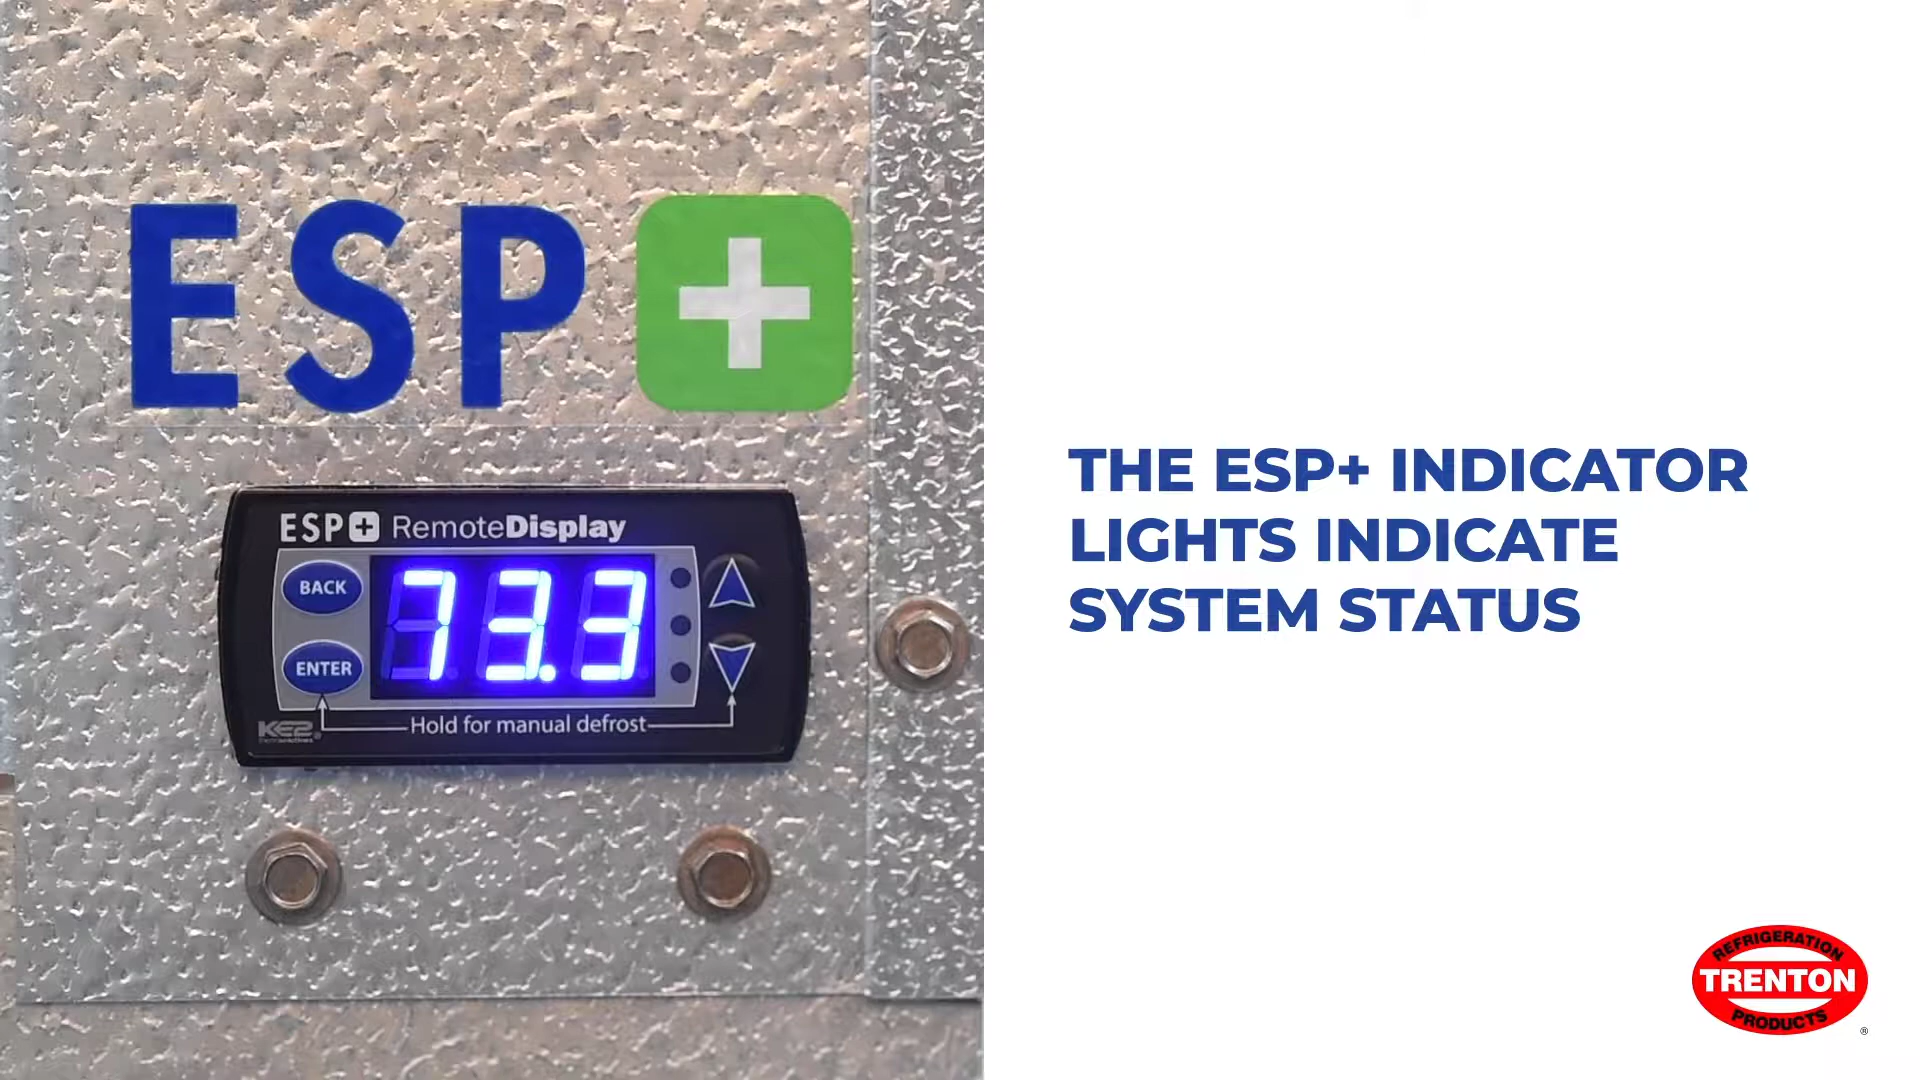 ESP+
ESP+ RemoteDisplay
BACK
73.3
ENTER
Hold for manual defrost
KE2
THE ESP+ INDICATOR
LIGHTS INDICATE
SYSTEM STATUS
REFRIGERATION
TRENTON
PRODUCTS
®